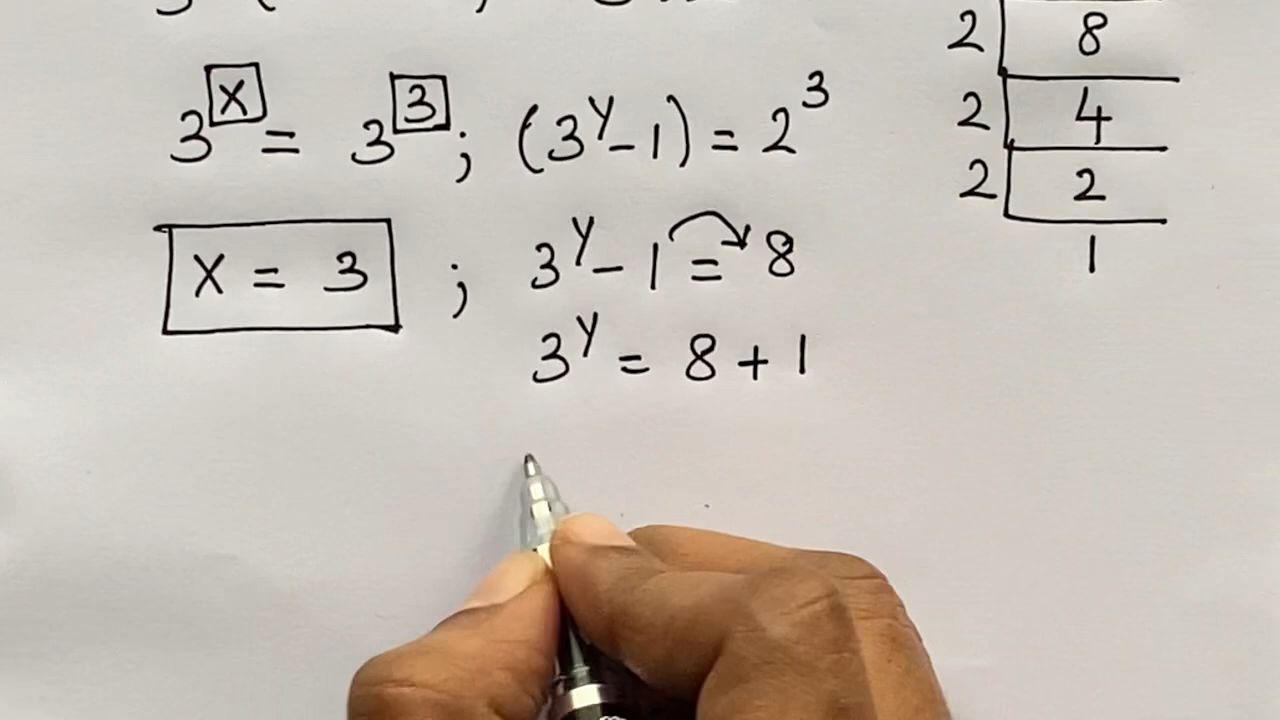 3^x = 3^3 ; (3^y - 1) = 2^3
x = 3 ; 3^y - 1 = 8
3^y = 8 + 1
2 | 8
2 | 4
2 | 2
1